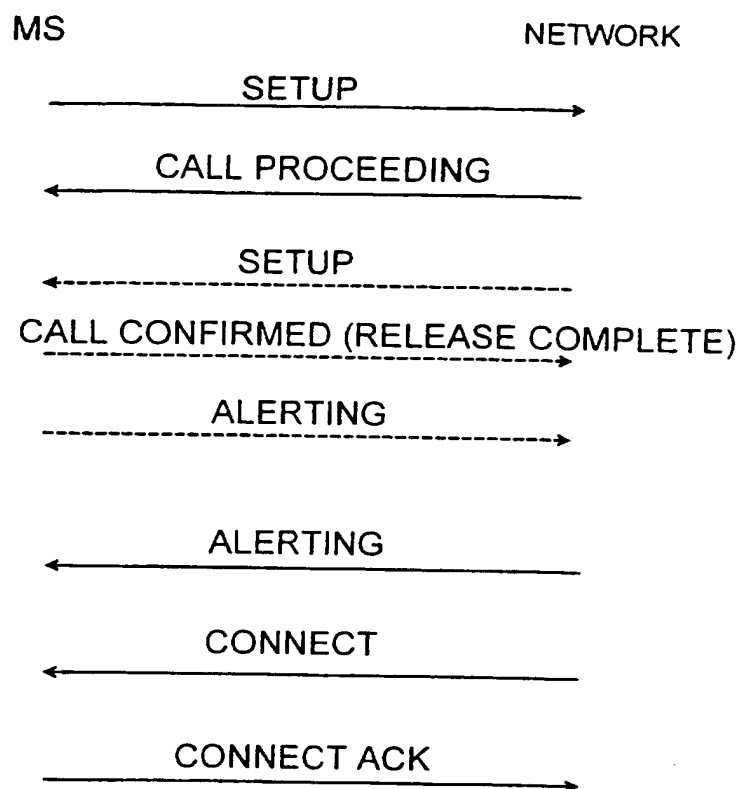 MS NETWORK
SETUP
CALL PROCEEDING
SETUP
CALL CONFIRMED (RELEASE COMPLETE)
ALERTING
ALERTING
CONNECT
CONNECT ACK